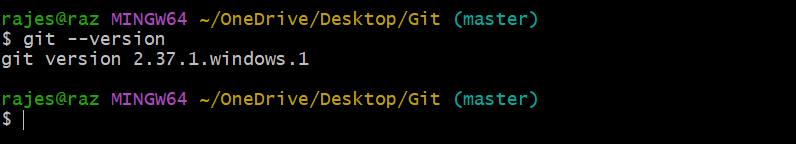 rajes@raz MINGW64 ~/OneDrive/Desktop/Git (master)
$ git --version
git version 2.37.1.windows.1
rajes@raz MINGW64 ~/OneDrive/Desktop/Git (master)
$